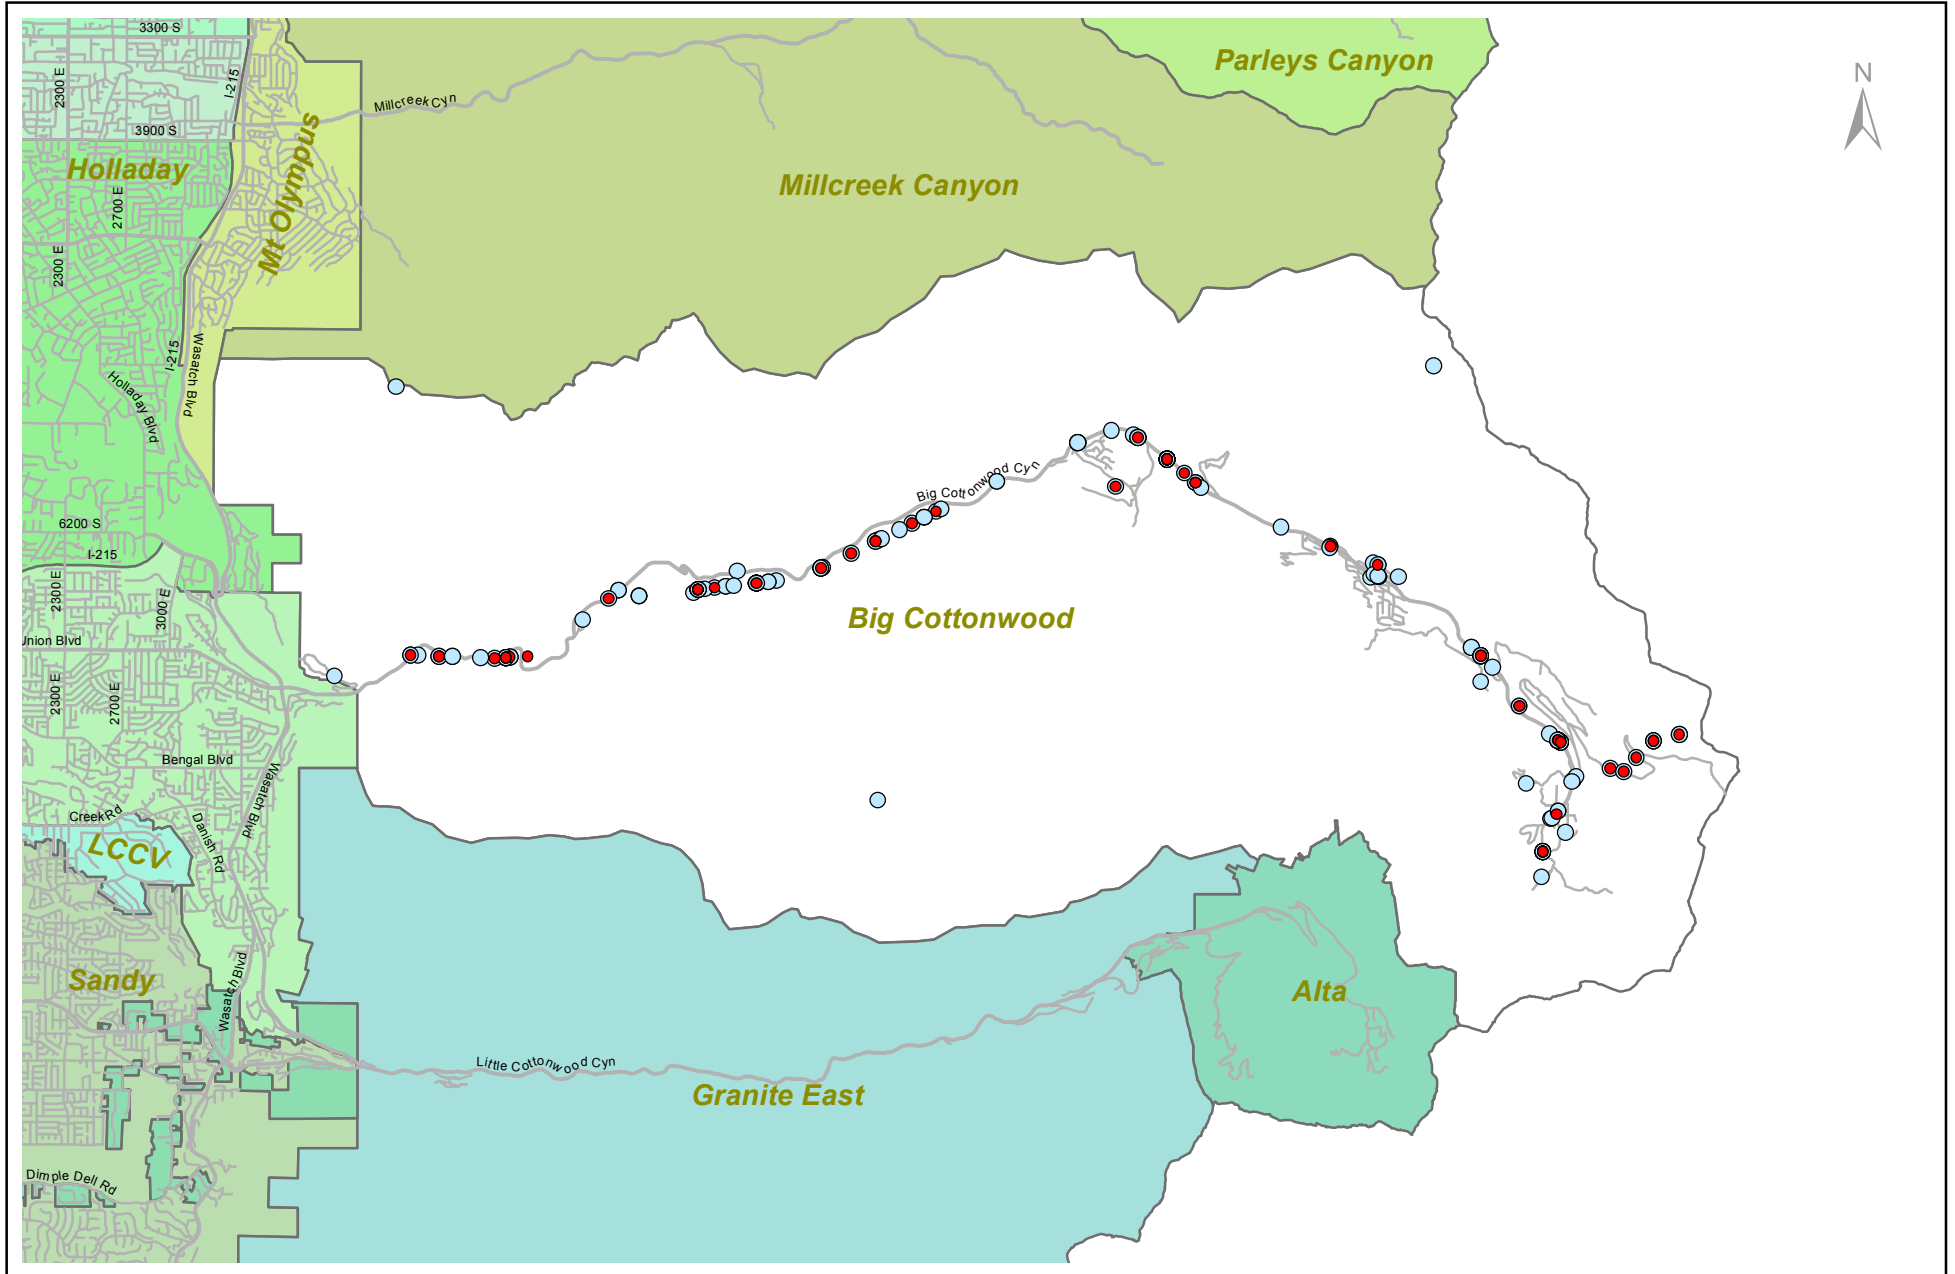 3300 S
Parleys Canyon
N
2300 E
I-215
Millcreek Cyn
3900 S
Holladay
Mt Olympus
Millcreek Canyon
2700 E
2300 E
Wasatch Blvd
I-215
Holladay Blvd
Big Cottonwood Cyn
6200 S
I-215
2300 E
3000 E
Big Cottonwood
Union Blvd
2300 E
2700 E
Bengal Blvd
Wasatch Blvd
Creek Rd
Danish Rd
LCCV
Sandy
Wasatch Blvd
Alta
Little Cottonwood Cyn
Granite East
Dimple Dell Rd